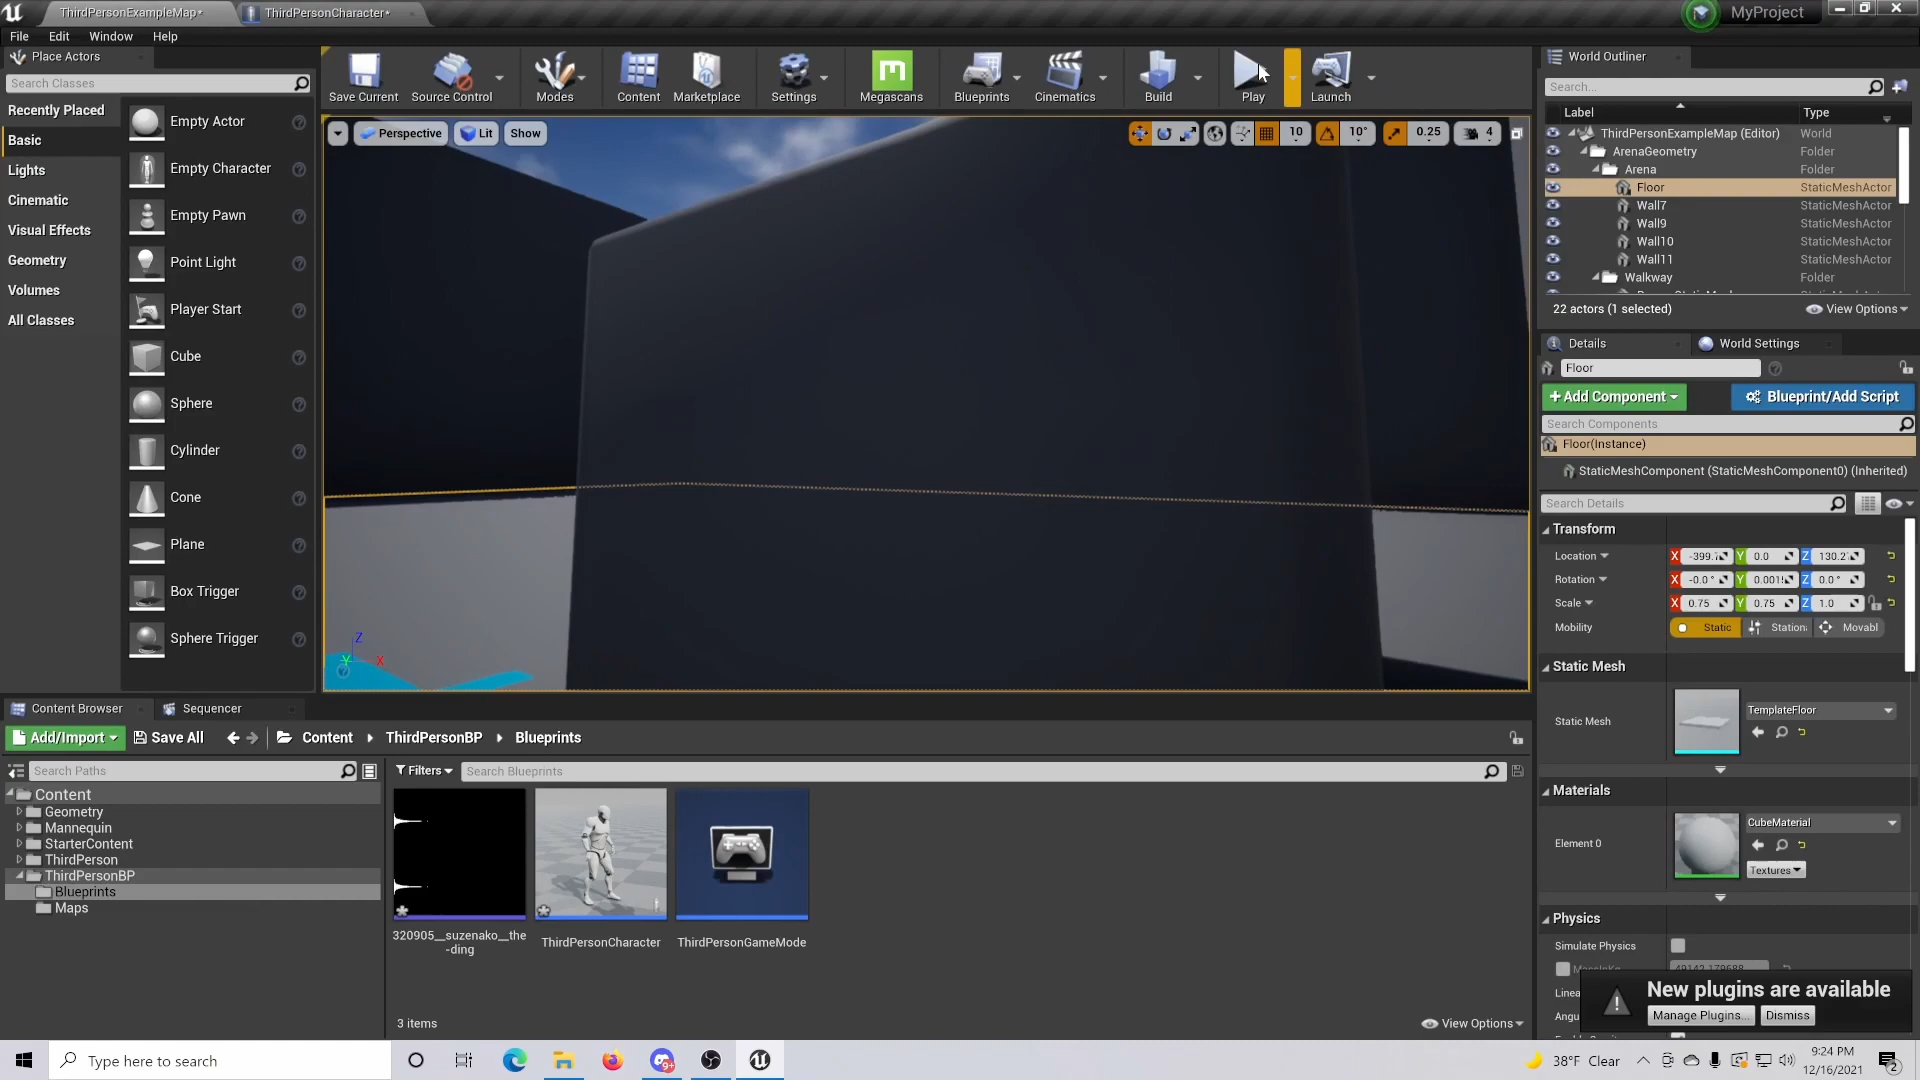 ThirdPersonExampleMap*
ThirdPersonCharacter*
MyProject
File Edit Window Help
Place Actors
Search Classes
Recently Placed
Basic
Lights
Cinematic
Visual Effects
Geometry
Volumes
All Classes
Empty Actor
Empty Character
Empty Pawn
Point Light
Player Start
Cube
Sphere
Cylinder
Cone
Plane
Box Trigger
Sphere Trigger
Save Current
Source Control
Modes
Content
Marketplace
Settings
Megascans
Blueprints
Cinematics
Build
Play
Launch
Perspective Lit Show
10 10° 0.25 4
Z
Y X
World Outliner
Search...
Label Type
ThirdPersonExampleMap (Editor) World
ArenaGeometry Folder
Arena Folder
Floor StaticMeshActor
Wall7 StaticMeshActor
Wall9 StaticMeshActor
Wall10 StaticMeshActor
Wall11 StaticMeshActor
Walkway Folder
22 actors (1 selected) View Options
Details World Settings
Floor
+Add Component Blueprint/Add Script
Search Components
Floor(Instance)
StaticMeshComponent (StaticMeshComponent0) (Inherited)
Search Details
Transform
Location X -399. Y 0.0 Z 130.2
Rotation X -0.0° Y 0.001 Z 0.0°
Scale X 0.75 Y 0.75 Z 1.0
Mobility Static Station Movabl
Static Mesh
Static Mesh TemplateFloor
Materials
Element 0 CubeMaterial
Textures
Physics
Simulate Physics
Linea
Angu
New plugins are available
Manage Plugins... Dismiss
Content Browser Sequencer
Add/Import Save All Content ThirdPersonBP Blueprints
Search Paths
Filters Search Blueprints
Content
Geometry
Mannequin
StarterContent
ThirdPerson
ThirdPersonBP
Blueprints
Maps
320905__suzenako__the
-ding
ThirdPersonCharacter
ThirdPersonGameMode
3 items View Options
Type here to search
9+
38°F Clear
9:24 PM
12/16/2021
2